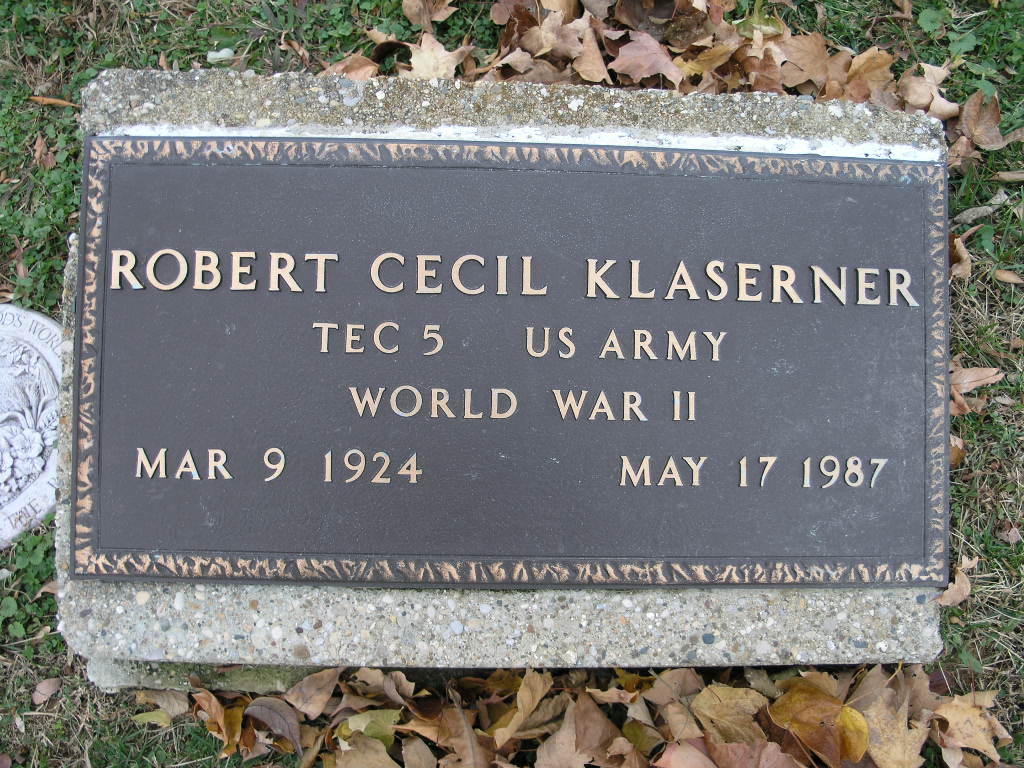 ROBERT CECIL KLASERNER
TEC 5 US ARMY
WORLD WAR II
MAR 9 1924 MAY 17 1987